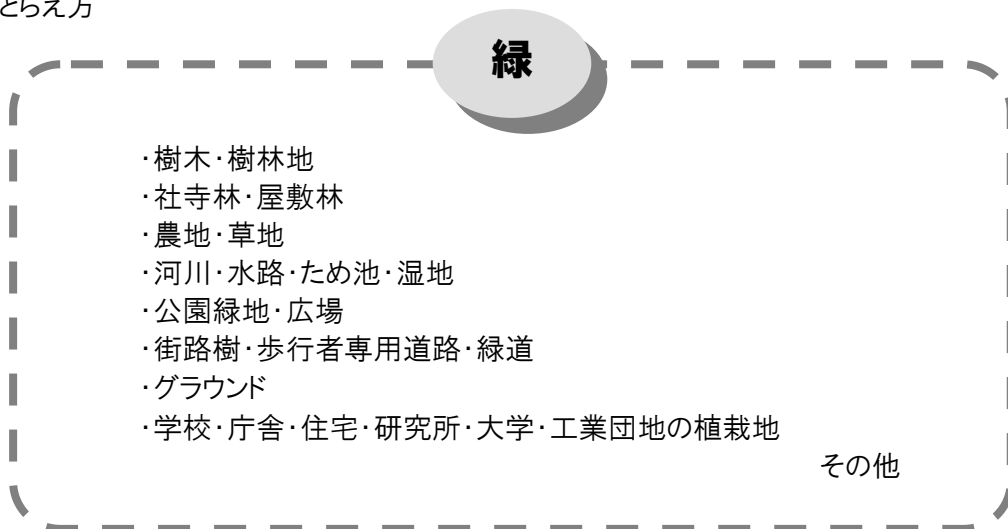 とらえ方
緑
・樹木・樹林地
・社寺林・屋敷林
・農地・草地
・河川・水路・ため池・湿地
・公園緑地・広場
・街路樹・歩行者専用道路・緑道
・グラウンド
・学校・庁舎・住宅・研究所・大学・工業団地の植栽地
その他